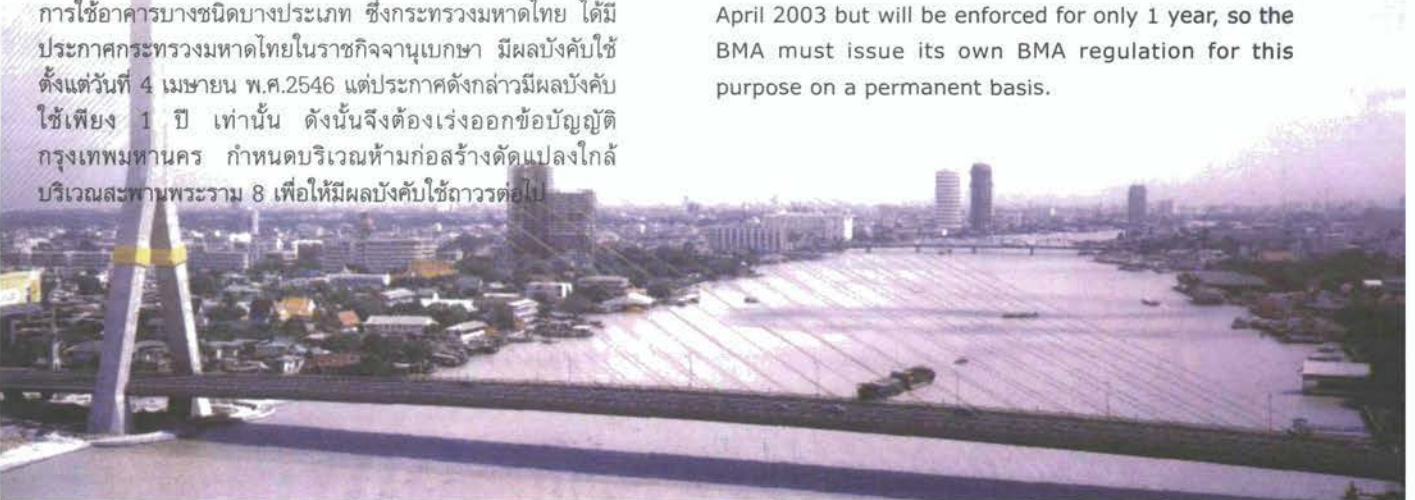 การใช้อาคารบางชนิดบางประเภท ซึ่งกระทรวงมหาดไทย ได้มี
ประกาศกระทรวงมหาดไทยในราชกิจจานุเบกษา มีผลบังคับใช้
ตั้งแต่วันที่ 4 เมษายน พ.ศ.2546 แต่ประกาศดังกล่าวมีผลบังคับ
ใช้เพียง 1 ปี เท่านั้น ดังนั้นจึงต้องเร่งออกข้อบัญญัติ
กรุงเทพมหานคร กำหนดบริเวณห้ามก่อสร้างดัดแปลงใกล้
บริเวณสะพานพระราม 8 เพื่อให้มีผลบังคับใช้ถาวรต่อไป
April 2003 but will be enforced for only 1 year, so the
BMA must issue its own BMA regulation for this
purpose on a permanent basis.